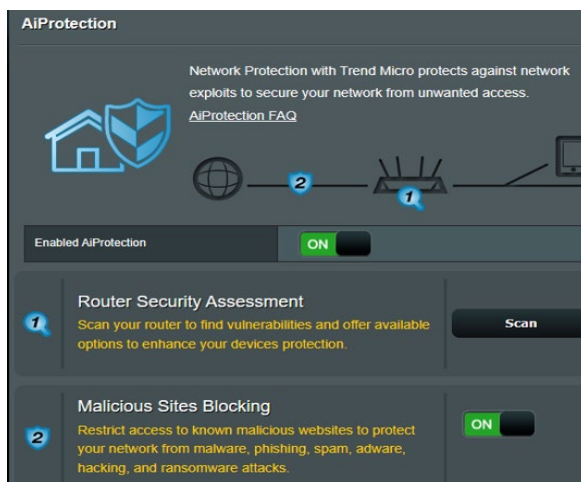 AiProtection
Network Protection with Trend Micro protects against network
exploits to secure your network from unwanted access.
AiProtection FAQ
2
1
Enabled AiProtection
ON
1
Router Security Assessment
Scan your router to find vulnerabilities and offer available
options to enhance your devices protection.
Scan
2
Malicious Sites Blocking
Restrict access to known malicious websites to protect
your network from malware, phishing, spam, adware,
hacking, and ransomware attacks.
ON